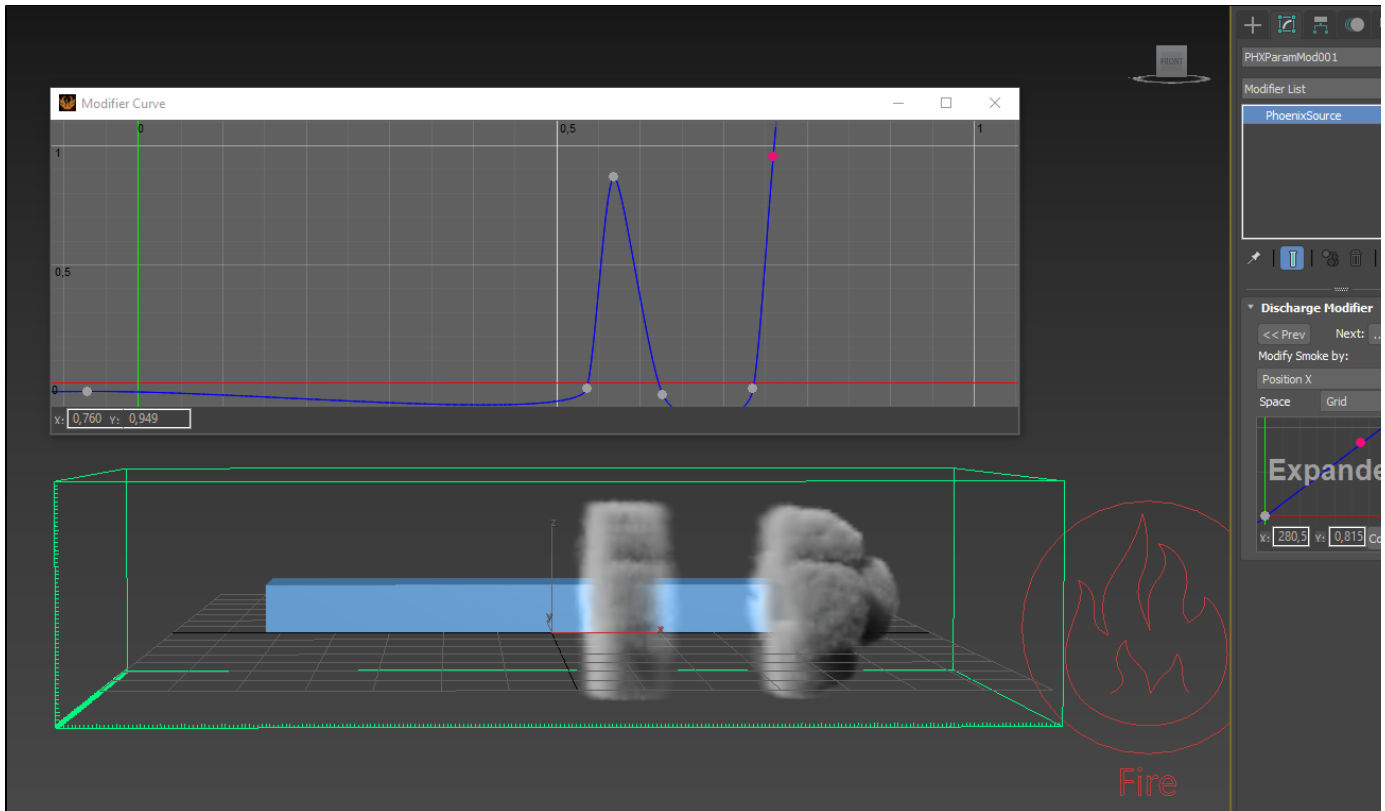 FRONT
PHXParamMod001
Modifier List
PhoenixSource
Modifier Curve
0
0,5
1
1
0,5
0
X: 0,760 Y: 0,949
Discharge Modifier
<< Prev Next: ..
Modify Smoke by:
Position X
Space Grid
Expande
X: 280,5 Y: 0,815 Co
z
y
x
Fire